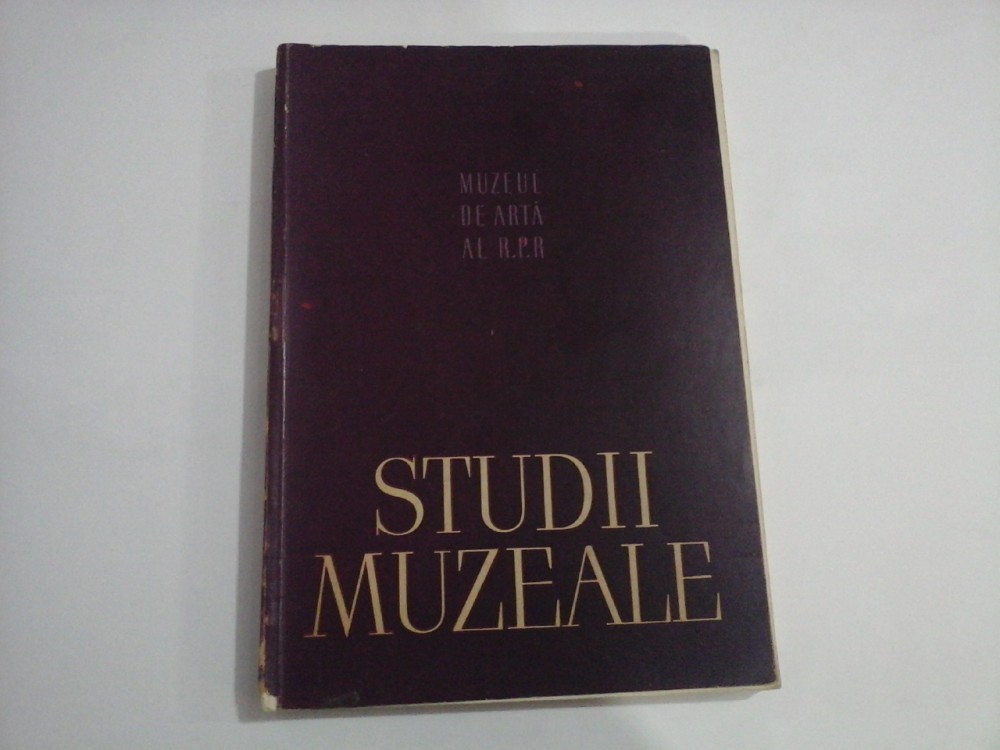 MUZEUL
DE ARTĂ
AL R.P.R
STUDII
MUZEALE